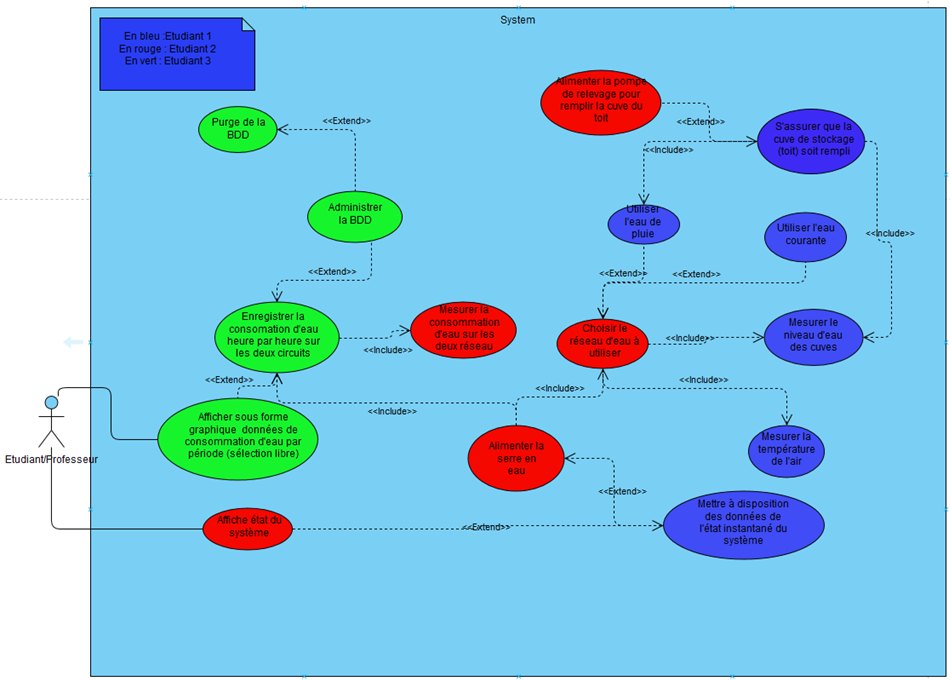 System
En bleu :Etudiant 1
En rouge : Etudiant 2
En vert : Etudiant 3
Alimenter la pompe
de relevage pour
remplir la cuve du
toit
Purge de la
BDD
<<Extend>>
<<Extend>>
S'assurer que la
cuve de stockage
(toit) soit rempli
<<Include>>
Administrer
la BDD
Utiliser
l'eau de
pluie
Utiliser l'eau
courante
<<Include>>
<<Extend>>
<<Extend>>
<<Extend>>
Enregistrer la
consomation d'eau
heure par heure sur
les deux circuits
Mesurer la
consommation
d'eau sur les
deux réseau
<<Include>>
Choisir le
réseau d'eau à
utiliser
<<Include>>
Mesurer le
niveau d'eau
des cuves
<<Extend>>
<<Include>>
<<Include>>
<<Include>>
Etudiant/Professeur
Afficher sous forme
graphique données de
consommation d'eau par
période (sélection libre)
Alimenter la
serre en
eau
Mesurer la
température
de l'air
<<Extend>>
Affiche état du
système
<<Extend>>
Mettre à disposition
des données de
l'état instantané du
système